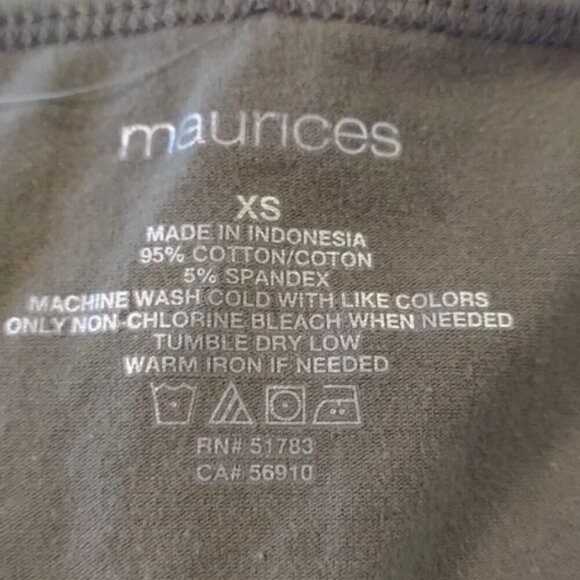 maurices
XS
MADE IN INDONESIA
95% COTTON/COTON
5% SPANDEX
MACHINE WASH COLD WITH LIKE COLORS
ONLY NON-CHLORINE BLEACH WHEN NEEDED
TUMBLE DRY LOW
WARM IRON IF NEEDED
RN# 51783
CA# 56910